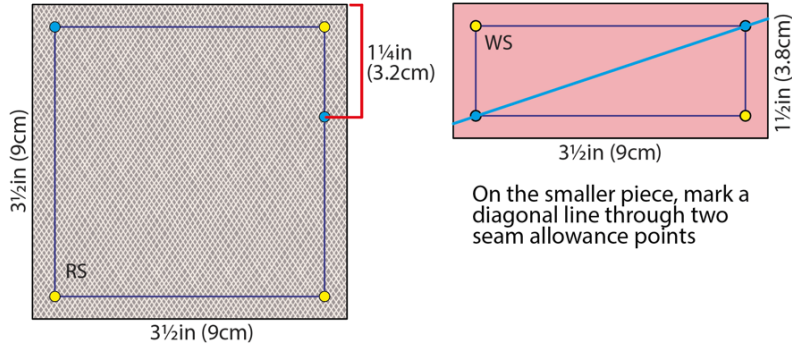 1¼in
(3.2cm)
3½in (9cm)
RS
3½in (9cm)
WS
1½in (3.8cm)
3½in (9cm)
On the smaller piece, mark a
diagonal line through two
seam allowance points